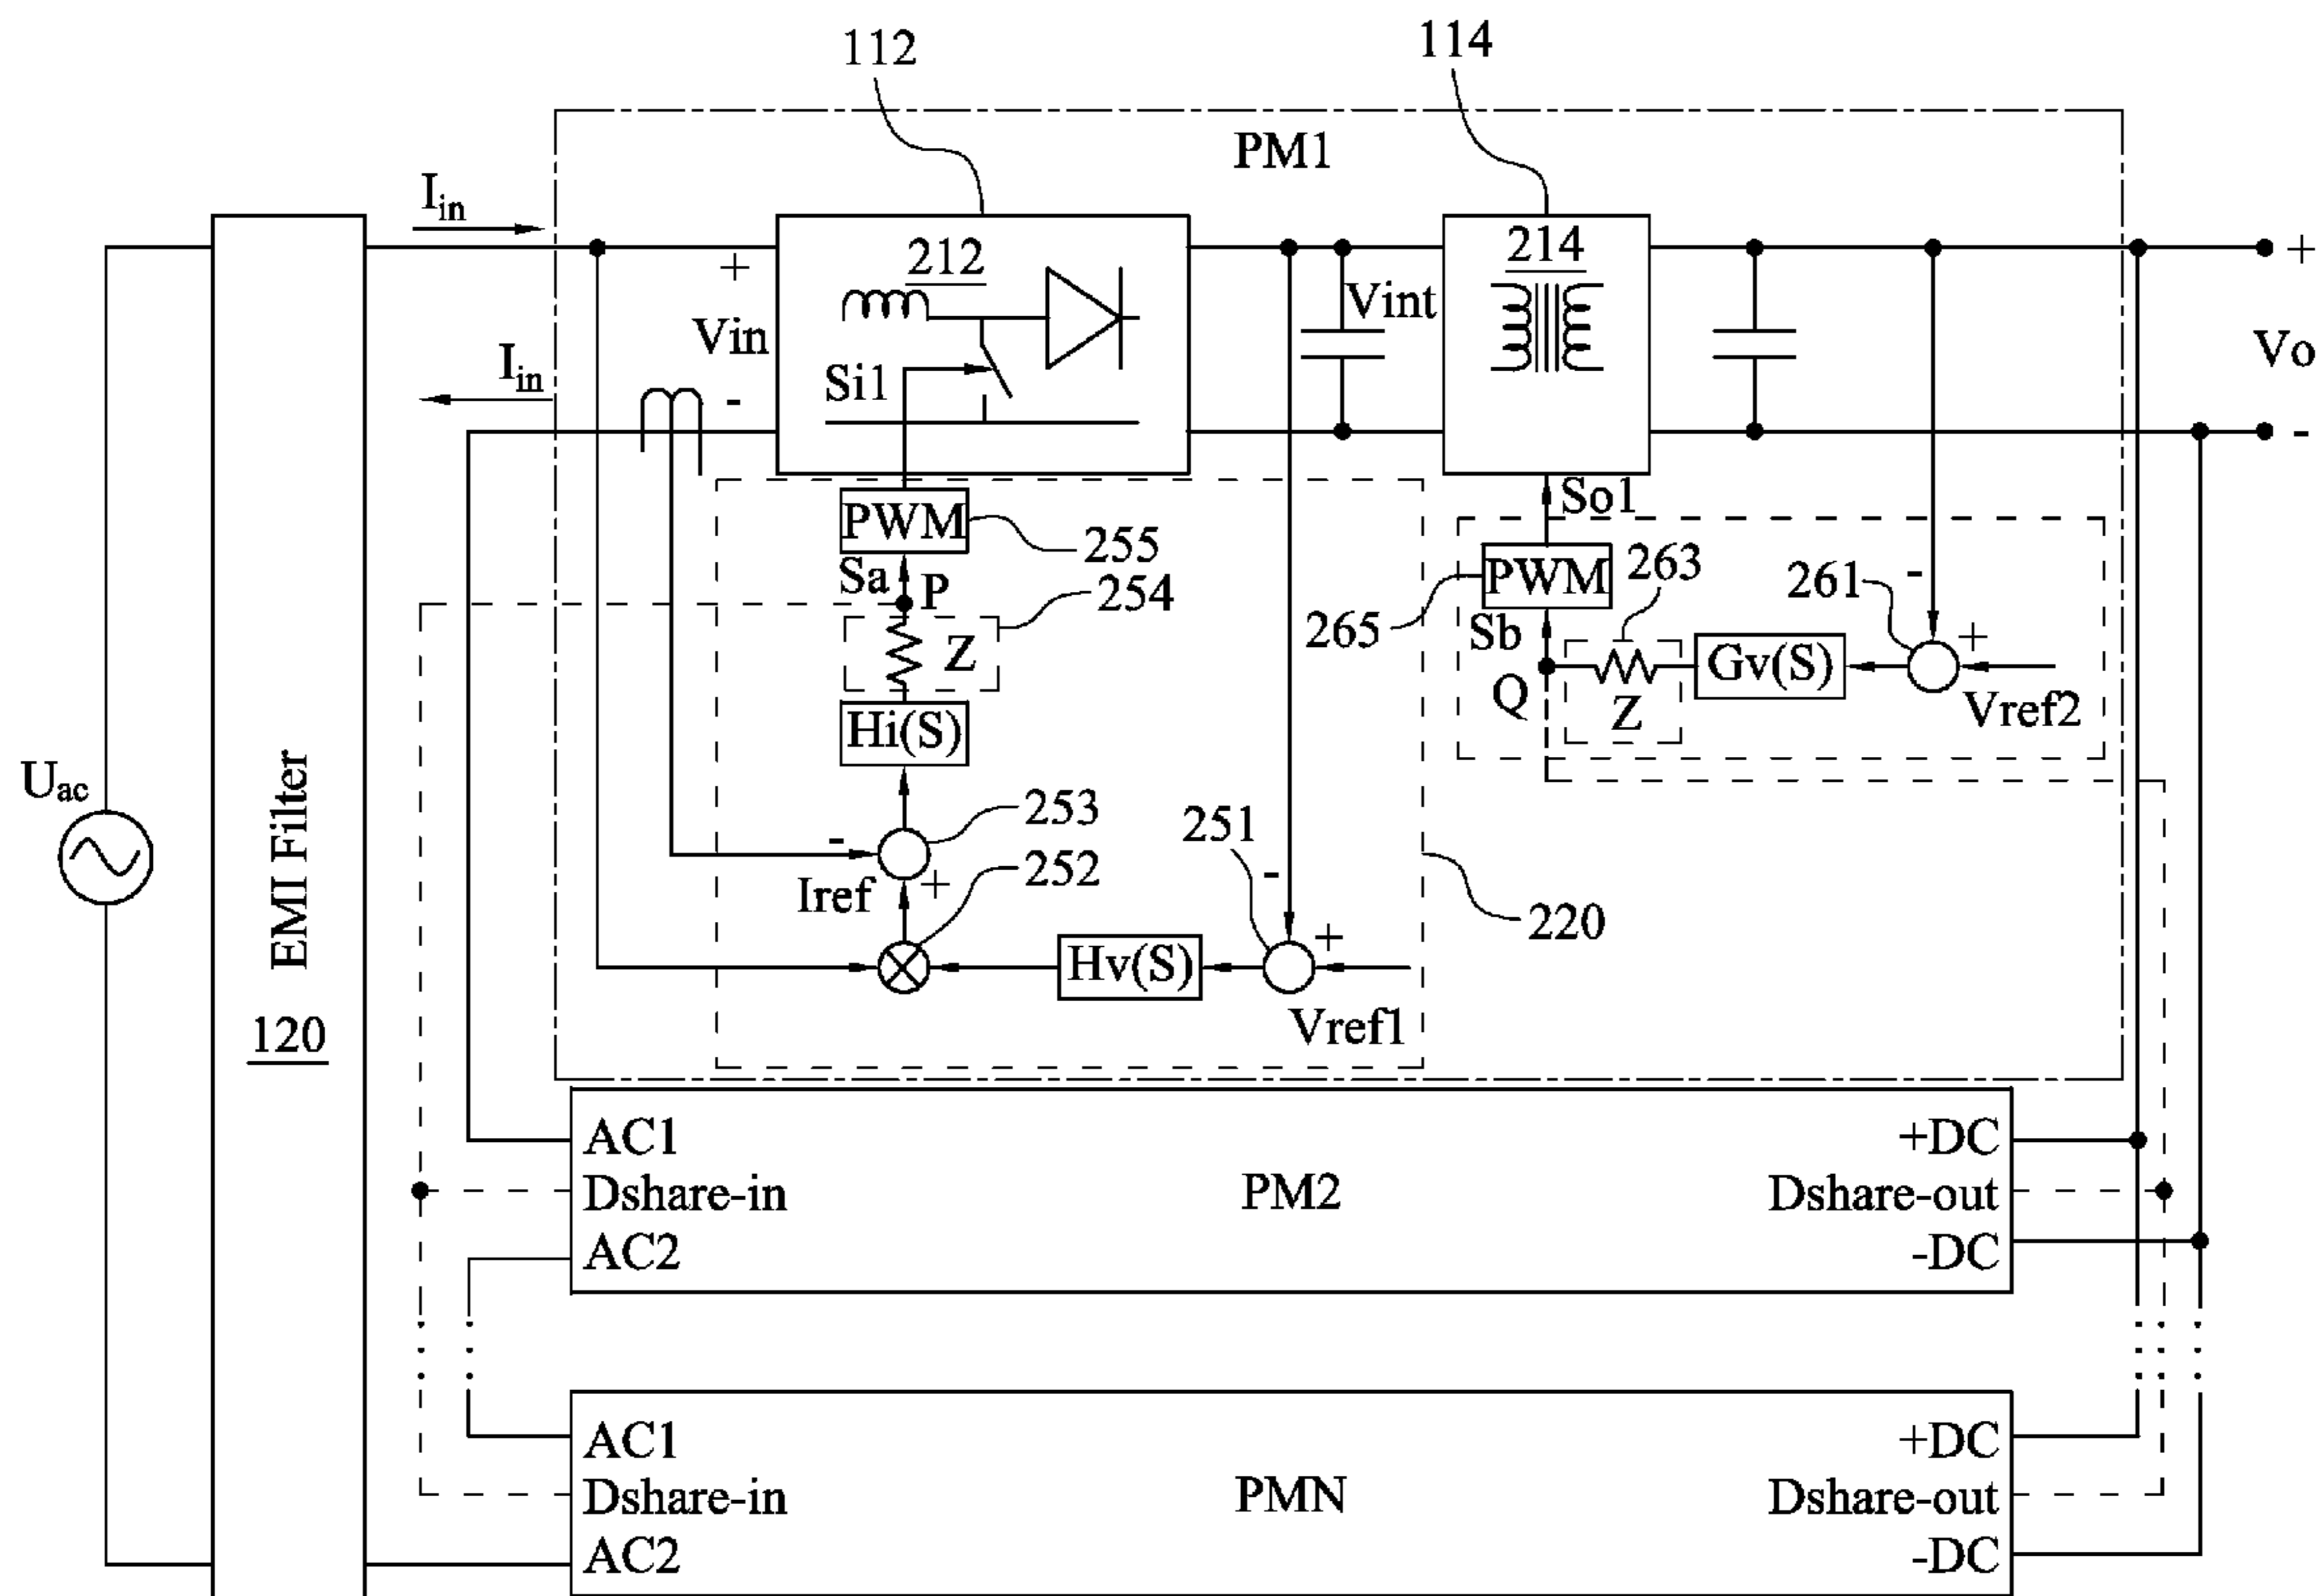 112
114
PM1
Iin
212
214
+
+
Vin
Vint
Vo
Iin
Si1
-
-
PWM
So1
255
263
Sa
P
254
PWM
-
261
+
265
Sb
Z
Gv(S)
Q
Z
Vref2
Hi(S)
Uac
EMI Filter
120
253
251
-
252
-
Iref
+
220
+
Hv(S)
Vref1
AC1
+DC
Dshare-in
PM2
Dshare-out
AC2
-DC
AC1
+DC
Dshare-in
PMN
Dshare-out
AC2
-DC